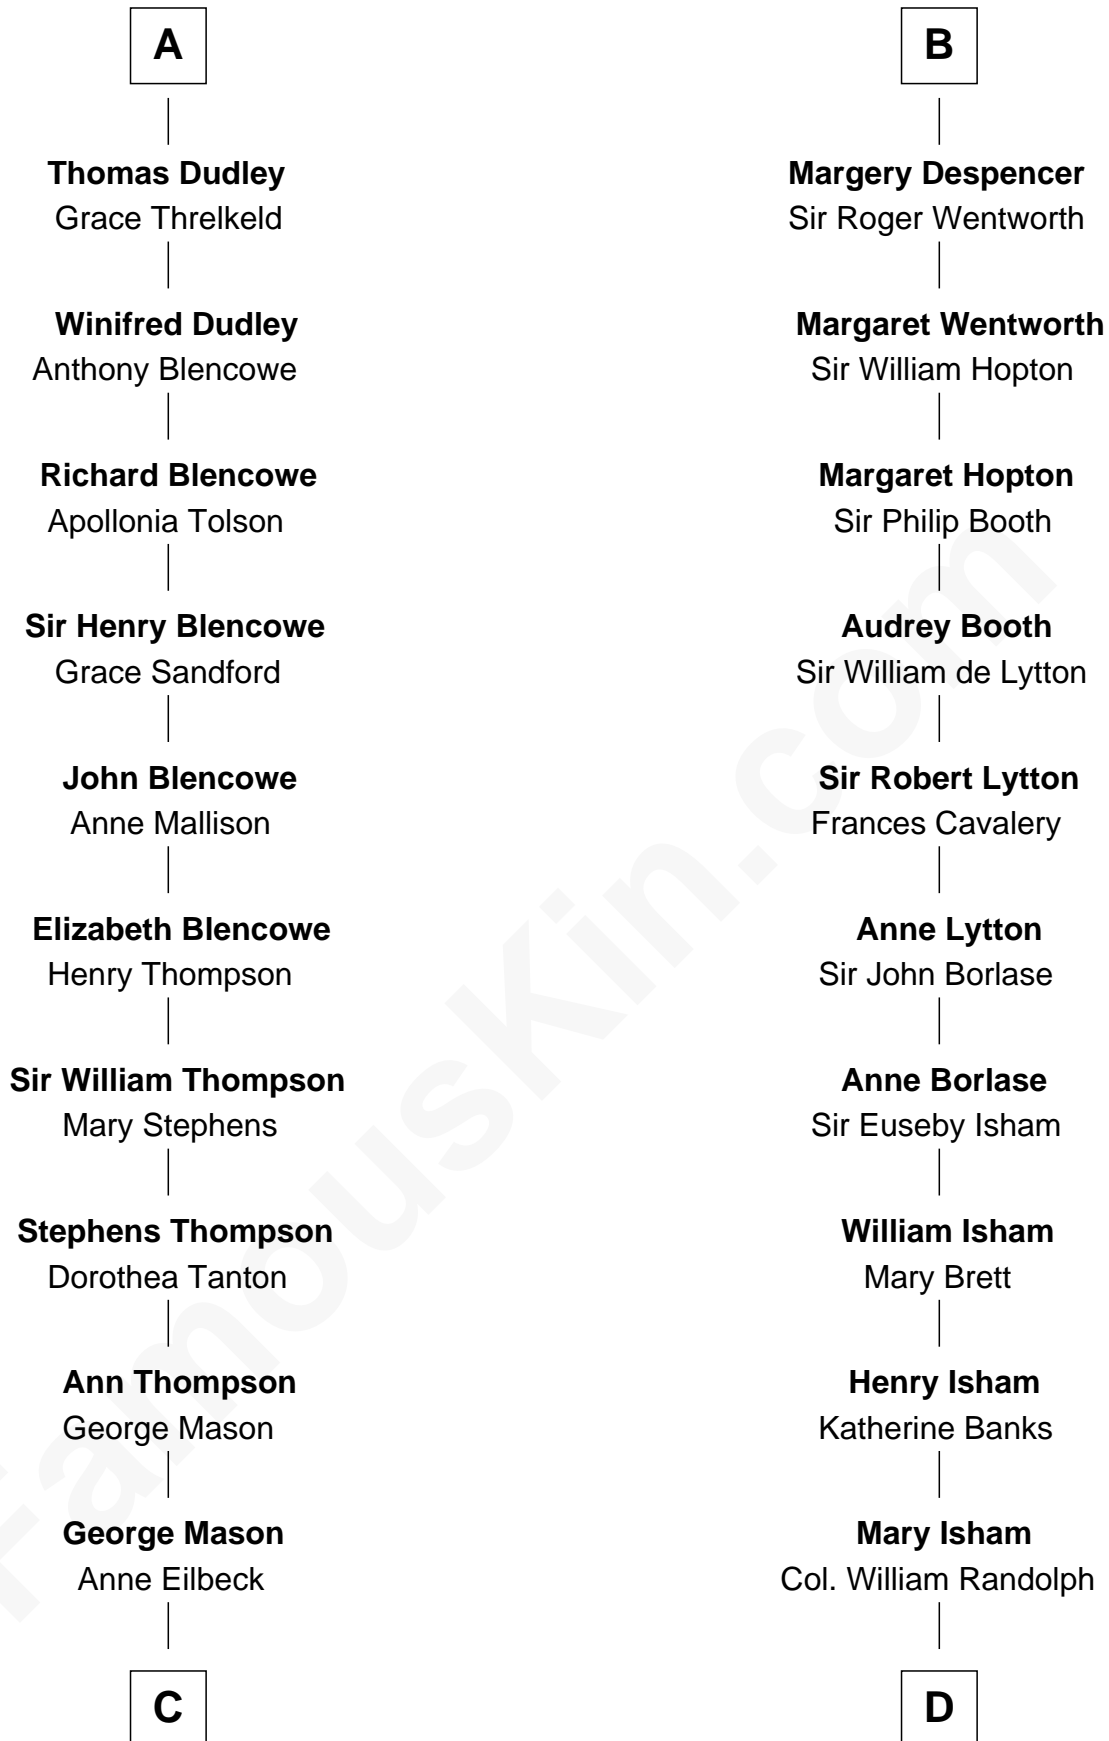 A
Thomas Dudley
Grace Threlkeld
Winifred Dudley
Anthony Blencowe
Richard Blencowe
Apollonia Tolson
Sir Henry Blencowe
Grace Sandford
John Blencowe
Anne Mallison
Elizabeth Blencowe
Henry Thompson
Sir William Thompson
Mary Stephens
Stephens Thompson
Dorothea Tanton
Ann Thompson
George Mason
George Mason
Anne Eilbeck
C
B
Margery Despencer
Sir Roger Wentworth
Margaret Wentworth
Sir William Hopton
Margaret Hopton
Sir Philip Booth
Audrey Booth
Sir William de Lytton
Sir Robert Lytton
Frances Cavalery
Anne Lytton
Sir John Borlase
Anne Borlase
Sir Euseby Isham
William Isham
Mary Brett
Henry Isham
Katherine Banks
Mary Isham
Col. William Randolph
D
FamousKin.com